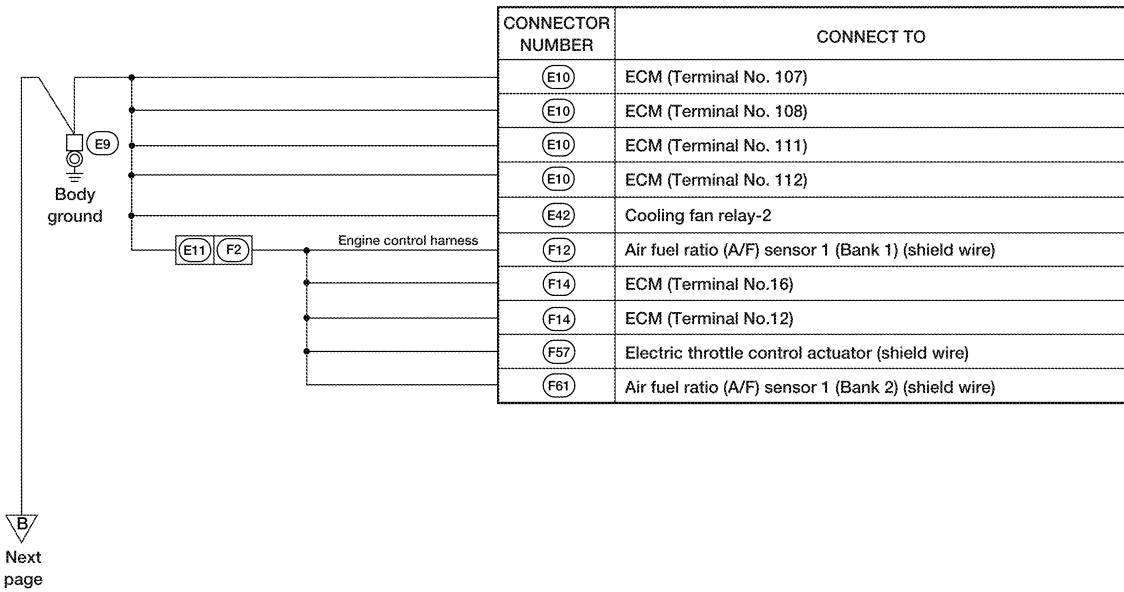 CONNECTOR NUMBER CONNECT TO
E10 ECM (Terminal No. 107)
E10 ECM (Terminal No. 108)
E10 ECM (Terminal No. 111)
E10 ECM (Terminal No. 112)
E42 Cooling fan relay-2
F12 Air fuel ratio (A/F) sensor 1 (Bank 1) (shield wire)
F14 ECM (Terminal No.16)
F14 ECM (Terminal No.12)
F57 Electric throttle control actuator (shield wire)
F61 Air fuel ratio (A/F) sensor 1 (Bank 2) (shield wire)
E9
Body
ground
E11 F2
Engine control harness
B
Next
page